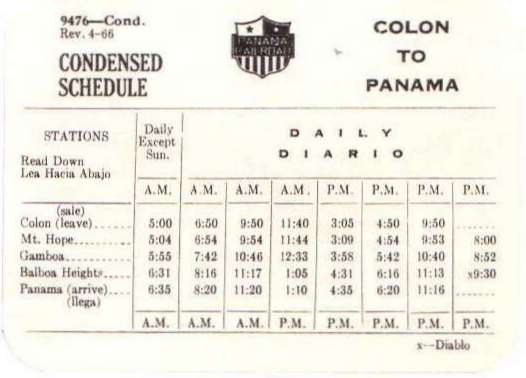 9476—Cond.
Rev. 4-66
CONDENSED
SCHEDULE
PANAMA
RAILROAD
COLON
TO
PANAMA
STATIONS
Read Down
Lea Hacia Abajo
Daily
Except
Sun.
DAILY
DIARIO
A.M. A.M. A.M. A.M. P.M. P.M. P.M. P.M.
(sale)
Colon (leave)..... 5:00 6:50 9:50 11:40 3:05 4:50 9:50 ......
Mt. Hope.......... 5:04 6:54 9:54 11:44 3:09 4:54 9:53 8:00
Gamboa........... 5:55 7:42 10:46 12:33 3:58 5:42 10:40 8:52
Balboa Heights..... 6:31 8:16 11:17 1:05 4:31 6:16 11:13 x9:30
Panama (arrive).... 6:35 8:20 11:20 1:10 4:35 6:20 11:16 ......
(llega)
A.M. A.M. A.M. P.M. P.M. P.M. P.M. P.M.
x--Diablo